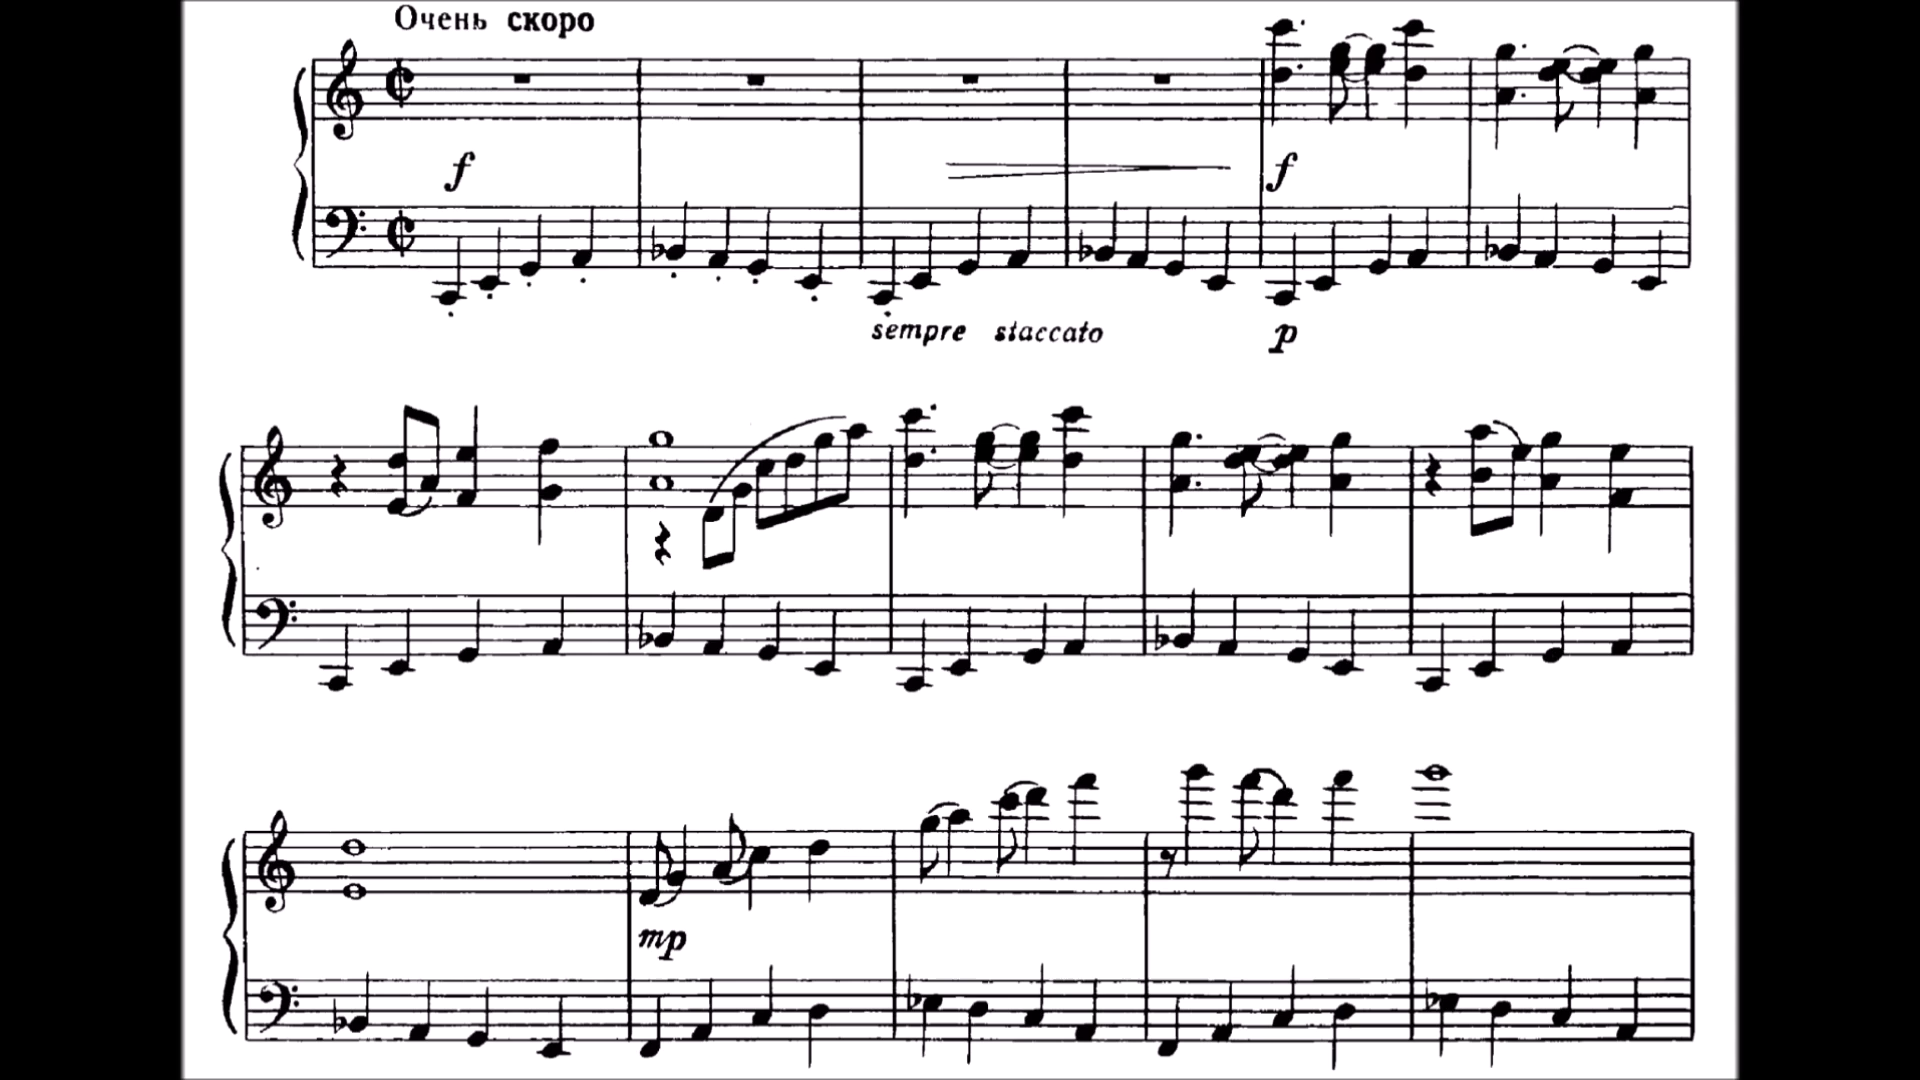 Очень скоро
f
f
sempre staccato
p
mp